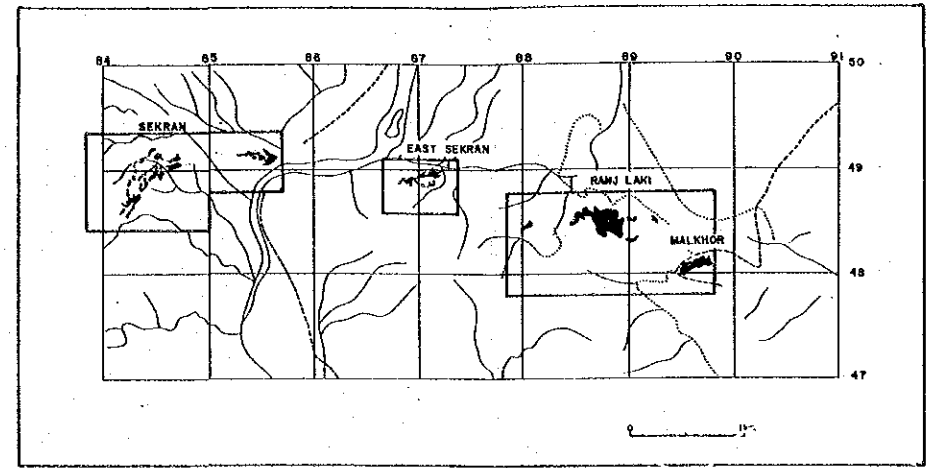 84 85 86 87 88 89 90 91
50
SEKRAN
EAST SEKRAN
49
RANJ LAKI
MALKHOR
48
47
0